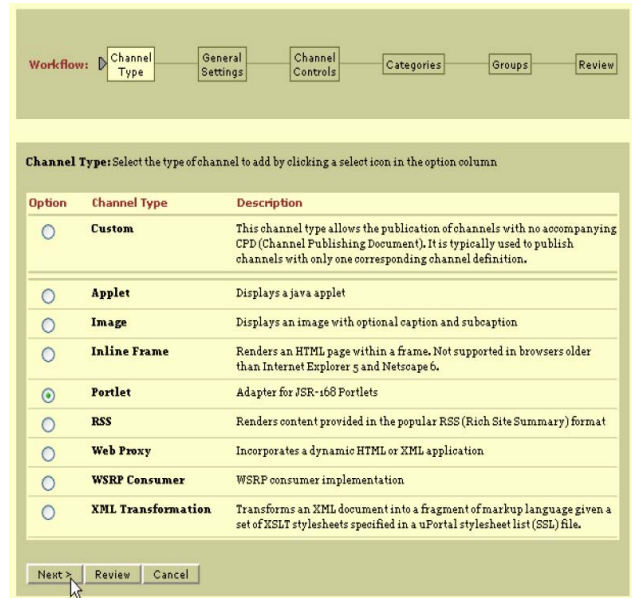 Workflow: Channel Type General Settings Channel Controls Categories Groups Review
Channel Type: Select the type of channel to add by clicking a select icon in the option column
Option Channel Type Description
Custom This channel type allows the publication of channels with no accompanying
CPD (Channel Publishing Document). It is typically used to publish
channels with only one corresponding channel definition.
Applet Displays a java applet
Image Displays an image with optional caption and subcaption
Inline Frame Renders an HTML page within a frame. Not supported in browsers older
than Internet Explorer 5 and Netscape 6.
Portlet Adapter for JSR-168 Portlets
RSS Renders content provided in the popular RSS (Rich Site Summary) format
Web Proxy Incorporates a dynamic HTML or XML application
WSRP Consumer WSRP consumer implementation
XML Transformation Transforms an XML document into a fragment of markup language given a
set of XSLT stylesheets specified in a uPortal stylesheet list (SSL) file.
Next > Review Cancel